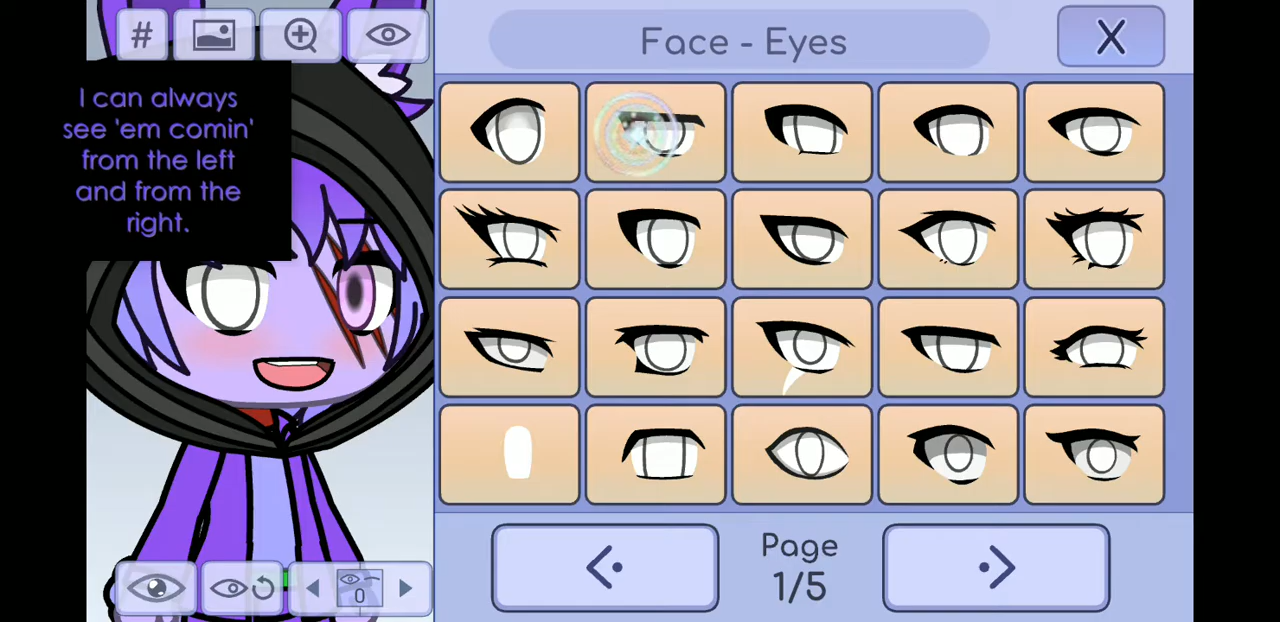 #
Face - Eyes
X
I can always
see 'em comin'
from the left
and from the
right.
0
Page
1/5